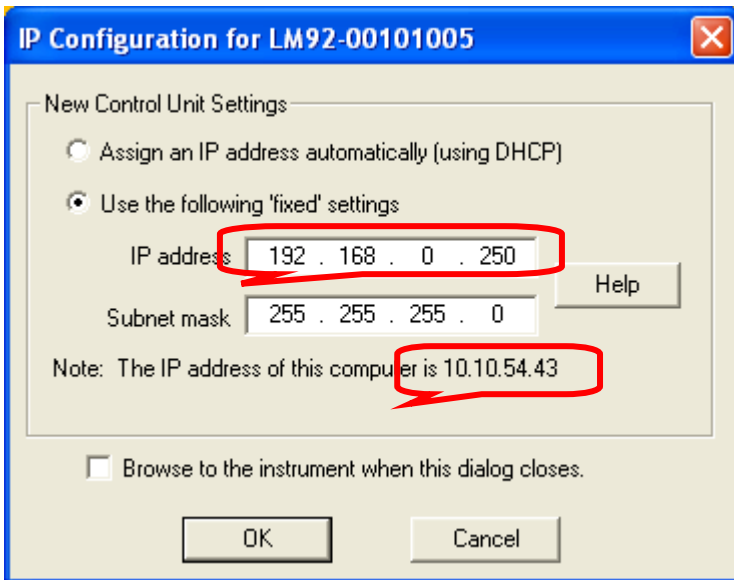 IP Configuration for LM92-00101005
New Control Unit Settings
Assign an IP address automatically (using DHCP)
Use the following 'fixed' settings
IP address 192 . 168 . 0 . 250
Help
Subnet mask 255 . 255 . 255 . 0
Note: The IP address of this computer is 10.10.54.43
Browse to the instrument when this dialog closes.
OK Cancel